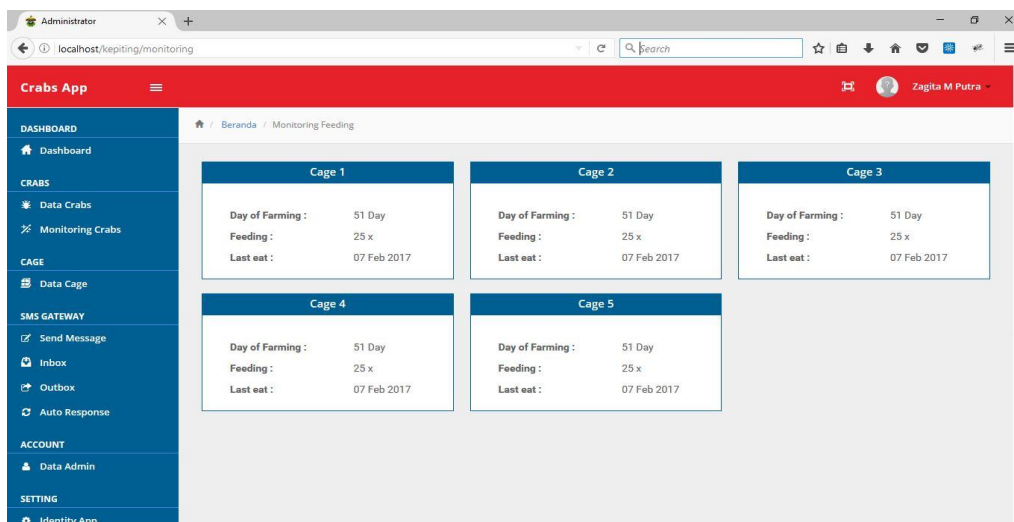 Administrator
localhost/kepiting/monitoring
Search
Crabs App
Zagita M Putra
DASHBOARD
Dashboard
CRABS
Data Crabs
Monitoring Crabs
CAGE
Data Cage
SMS GATEWAY
Send Message
Inbox
Outbox
Auto Response
ACCOUNT
Data Admin
SETTING
Identity App
/ Beranda / Monitoring Feeding
Cage 1
Day of Farming : 51 Day
Feeding : 25 x
Last eat : 07 Feb 2017
Cage 2
Day of Farming : 51 Day
Feeding : 25 x
Last eat : 07 Feb 2017
Cage 3
Day of Farming : 51 Day
Feeding : 25 x
Last eat : 07 Feb 2017
Cage 4
Day of Farming : 51 Day
Feeding : 25 x
Last eat : 07 Feb 2017
Cage 5
Day of Farming : 51 Day
Feeding : 25 x
Last eat : 07 Feb 2017